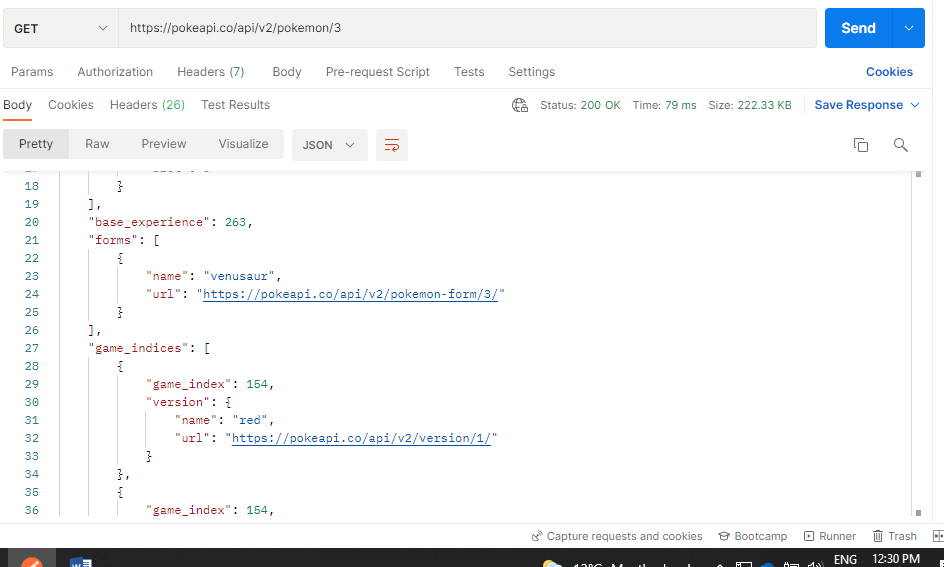 GET https://pokeapi.co/api/v2/pokemon/3 Send
Params Authorization Headers (7) Body Pre-request Script Tests Settings Cookies
Body Cookies Headers (26) Test Results Status: 200 OK Time: 79 ms Size: 222.33 KB Save Response
Pretty Raw Preview Visualize JSON
18 }
19 ],
20 "base_experience": 263,
21 "forms": [
22 {
23 "name": "venusaur",
24 "url": "https://pokeapi.co/api/v2/pokemon-form/3/"
25 }
26 ],
27 "game_indices": [
28 {
29 "game_index": 154,
30 "version": {
31 "name": "red",
32 "url": "https://pokeapi.co/api/v2/version/1/"
33 }
34 },
35 {
36 "game_index": 154,
Capture requests and cookies Bootcamp Runner Trash
ENG 12:30 PM